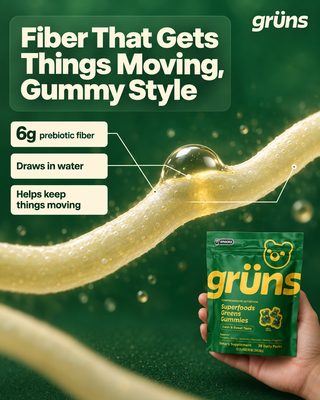 grüns
Fiber That Gets
Things Moving,
Gummy Style
6g prebiotic fiber
Draws in water
Helps keep
things moving
grüns
Superfoods
Greens
Gummies